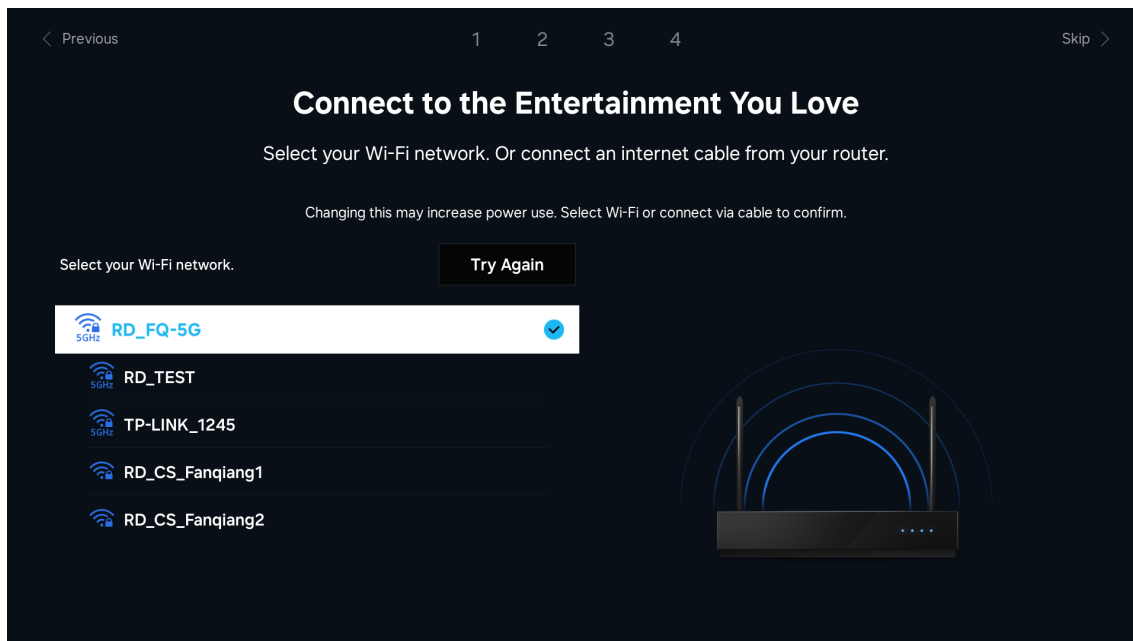 Previous
1 2 3 4
Skip
Connect to the Entertainment You Love
Select your Wi-Fi network. Or connect an internet cable from your router.
Changing this may increase power use. Select Wi-Fi or connect via cable to confirm.
Select your Wi-Fi network.
Try Again
5GHz RD_FQ-5G
5GHz RD_TEST
5GHz TP-LINK_1245
RD_CS_Fanqiang1
RD_CS_Fanqiang2